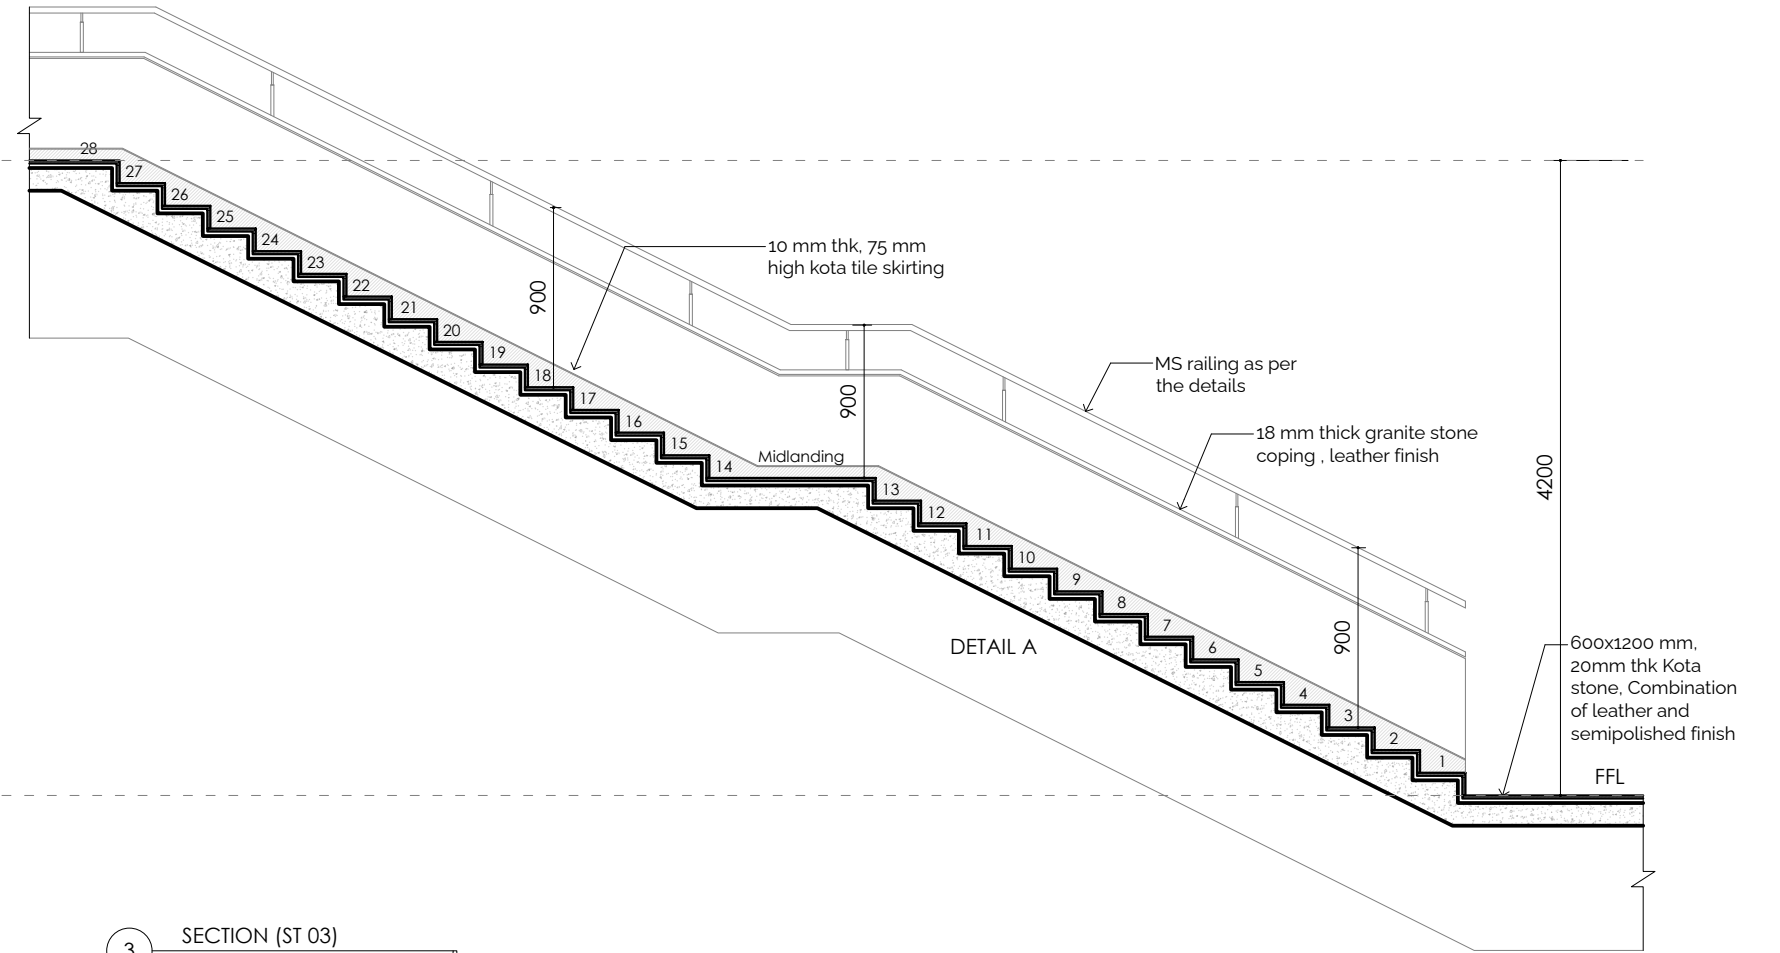 28
27
26
25
24
23
22
21
20
19
18
17
16
15
14
Midlanding
13
12
11
10
9
8
7
6
5
4
3
2
1
10 mm thk, 75 mm
high kota tile skirting
900
900
900
MS railing as per
the details
18 mm thick granite stone
coping , leather finish
4200
600x1200 mm,
20mm thk Kota
stone, Combination
of leather and
semipolished finish
FFL
DETAIL A
3
SECTION (ST 03)